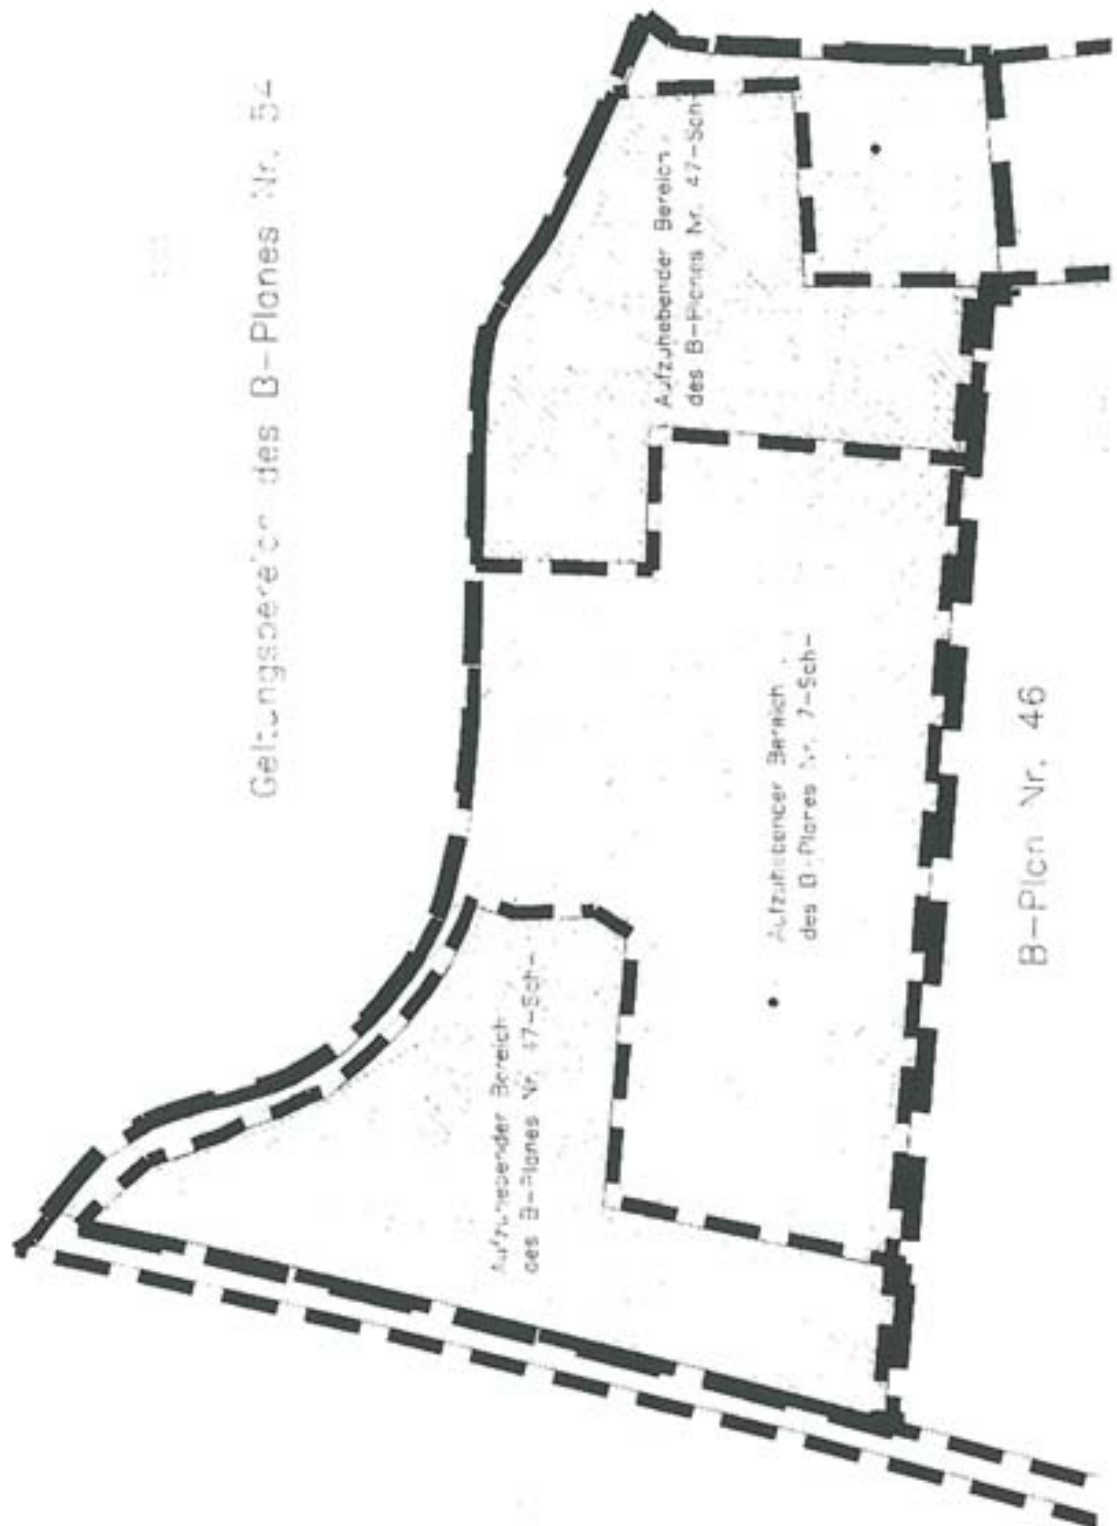 Geltungsbereich des B-Planes Nr. 54
Aufzuhebender Bereich
des B-Planes Nr. 47-Sch-
Aufzuhebender Bereich
des B-Planes Nr. 7-Sch-
Aufzuhebender Bereich
des B-Planes Nr. 47-Sch-
B-Plan Nr. 46